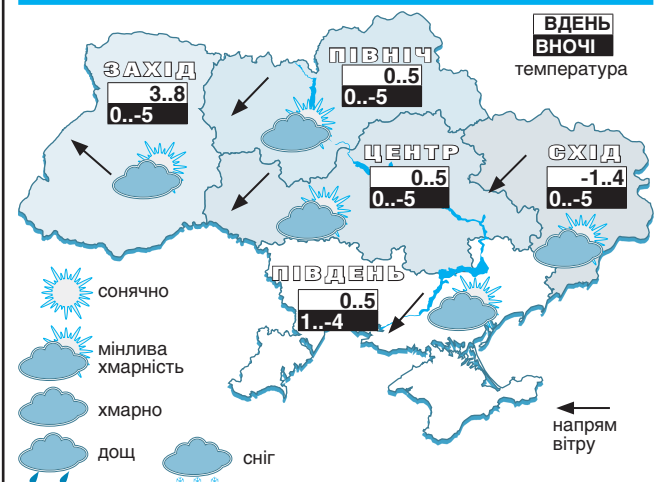 ВДЕНЬ
ВНОЧІ
температура
ПІВНІЧ
0..5
0..-5
ЗАХІД
3..8
0..-5
ЦЕНТР
0..5
0..-5
СХІД
-1..4
0..-5
ПІВДЕНЬ
0..5
1..-4
сонячно
мінлива
хмарність
хмарно
дощ
сніг
напрям
вітру